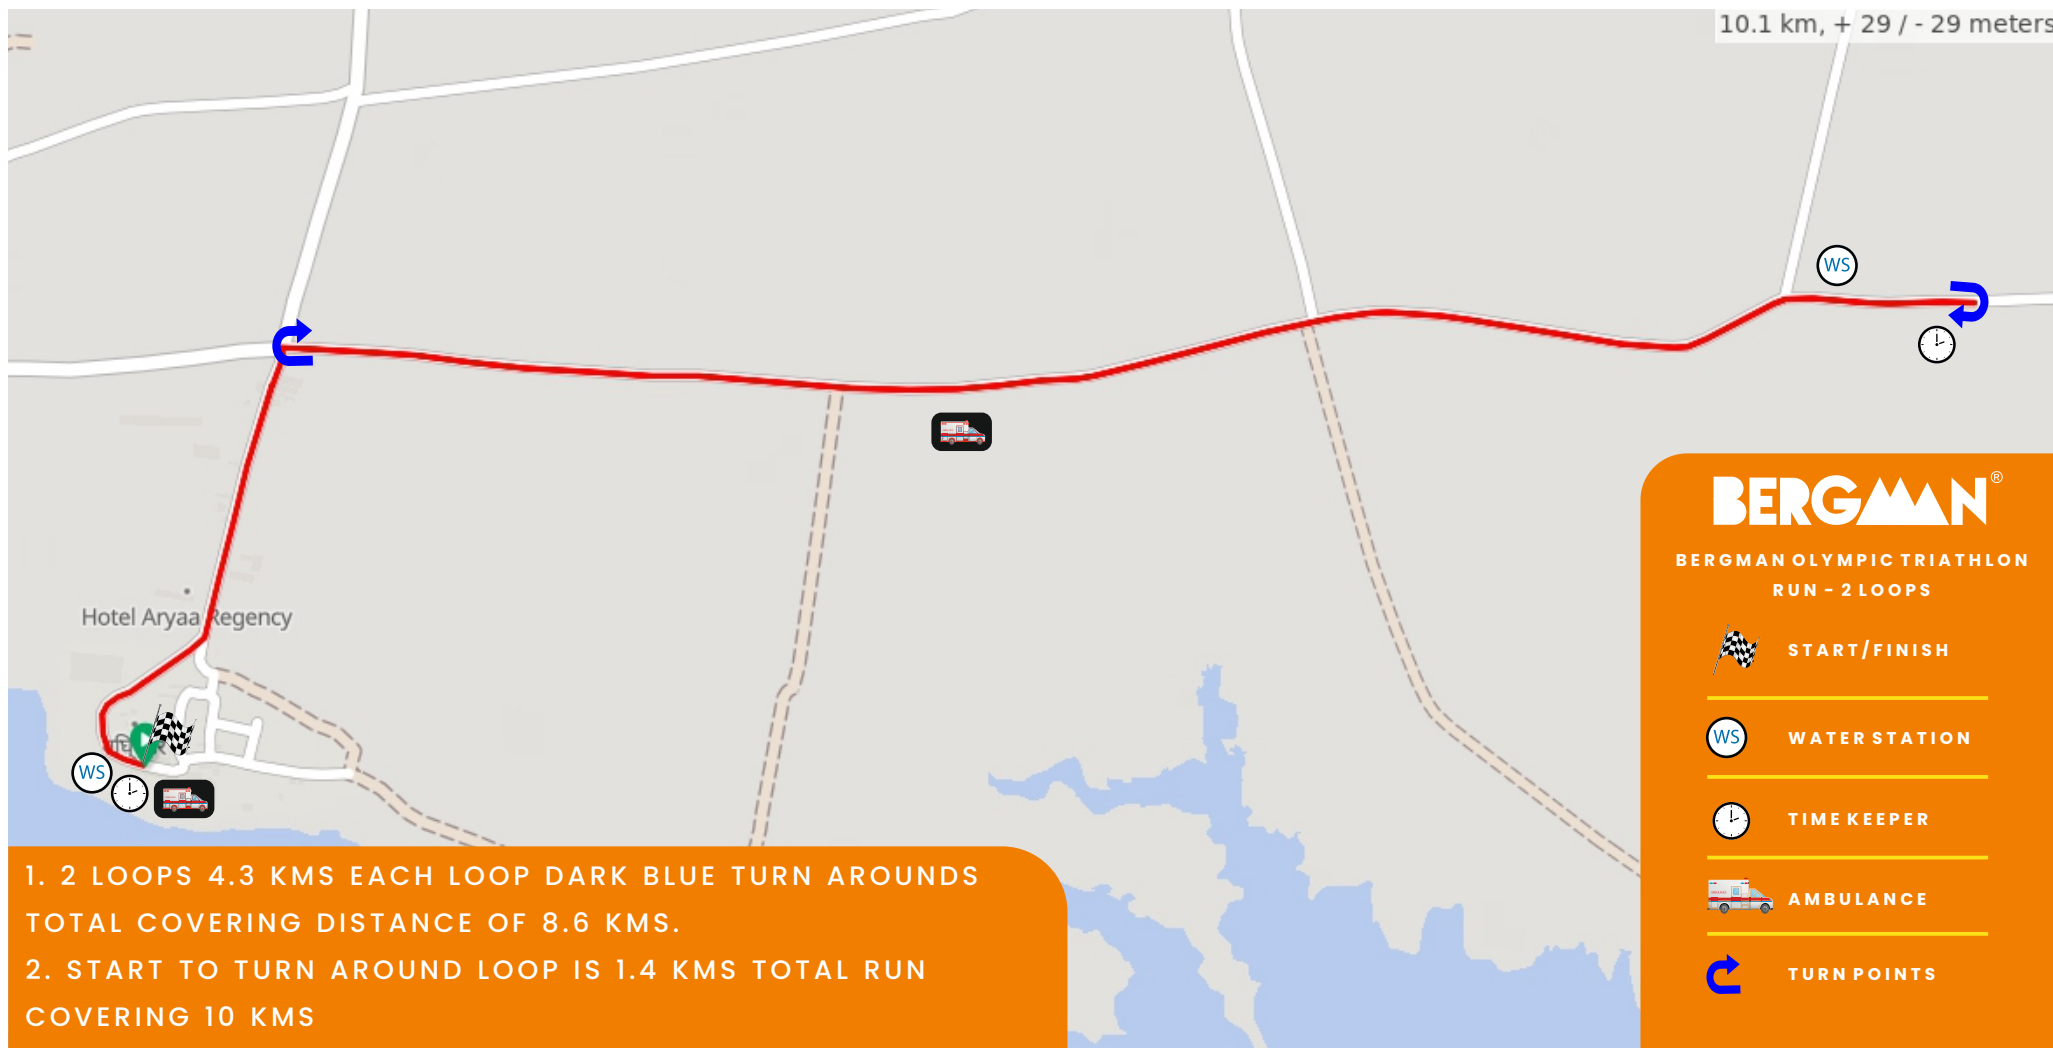 10.1 km, + 29 / - 29 meters
WS
Hotel Aryaa Regency
WS
BERGMAN®
BERGMAN OLYMPIC TRIATHLON
RUN - 2 LOOPS
START/FINISH
WS WATER STATION
TIME KEEPER
AMBULANCE
TURN POINTS
1. 2 LOOPS 4.3 KMS EACH LOOP DARK BLUE TURN AROUNDS
TOTAL COVERING DISTANCE OF 8.6 KMS.
2. START TO TURN AROUND LOOP IS 1.4 KMS TOTAL RUN
COVERING 10 KMS